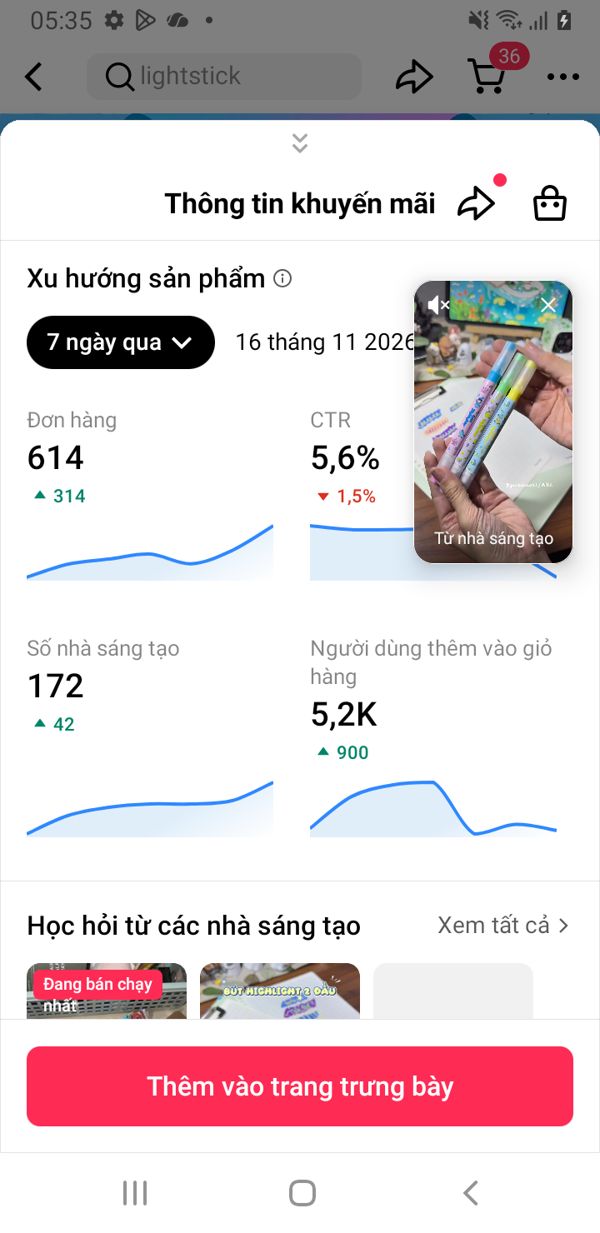 05:35
lightstick
36
Thông tin khuyến mãi
Xu hướng sản phẩm
7 ngày qua
16 tháng 11 2026
Đơn hàng
614
314
CTR
5,6%
1,5%
Từ nhà sáng tạo
Số nhà sáng tạo
172
42
Người dùng thêm vào giỏ
hàng
5,2K
900
Học hỏi từ các nhà sáng tạo
Xem tất cả
Đang bán chạy
nhất
BÚT HIGHLIGHT 2 ĐẦU
Thêm vào trang trưng bày